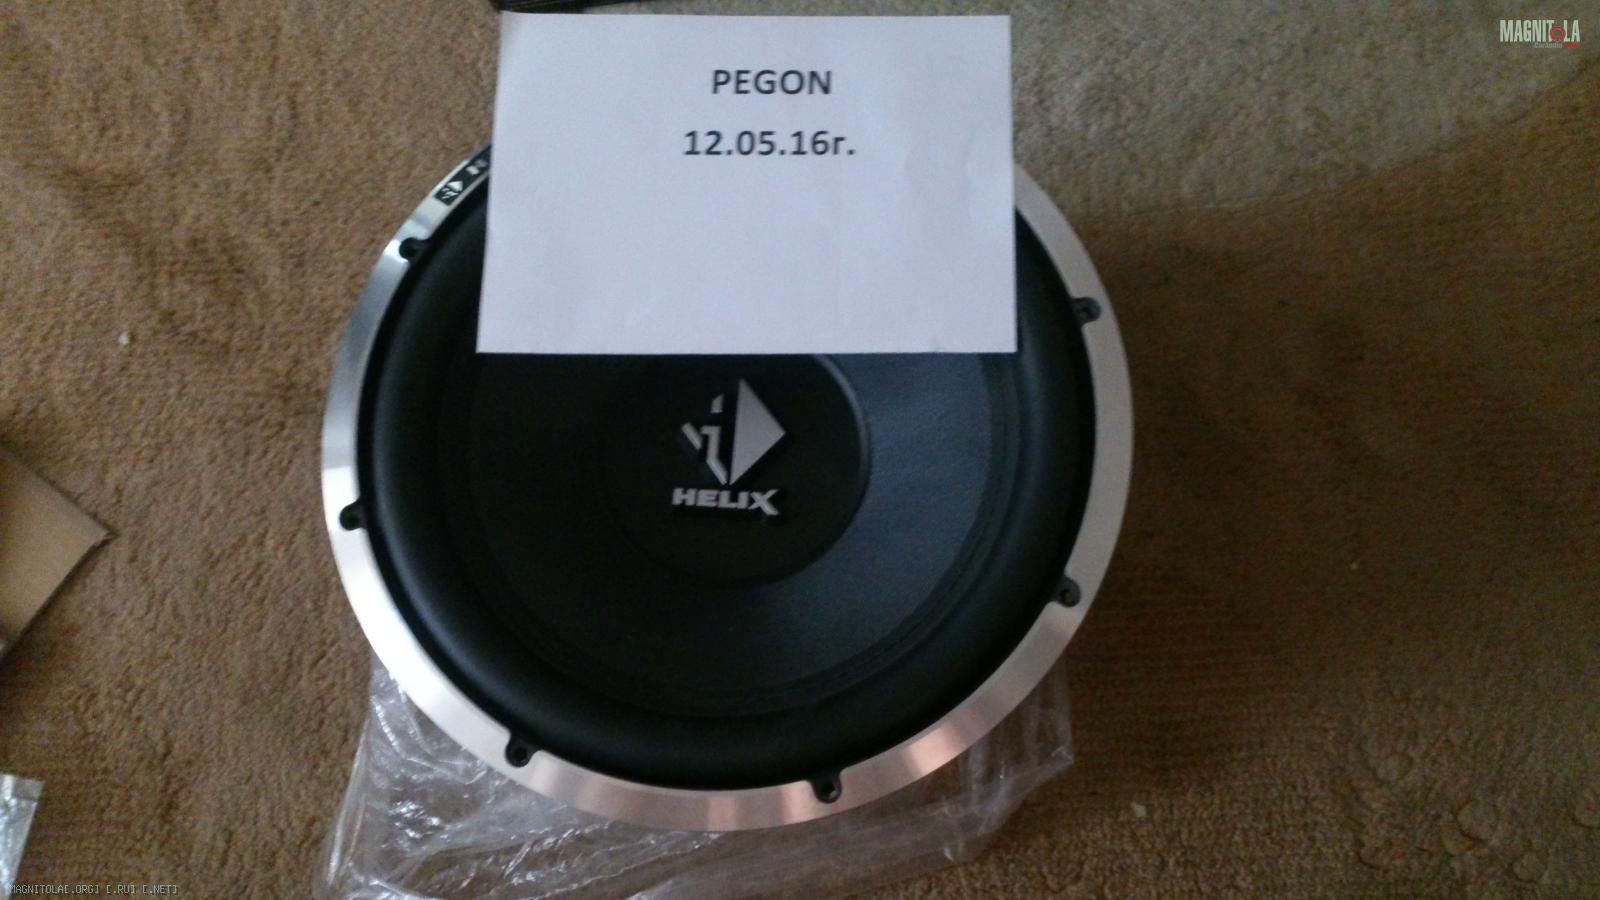 MAGNITOLA
PEGON
12.05.16г.
HELIX
MAGNITOLA[.ORG] [.RU] [.NET]